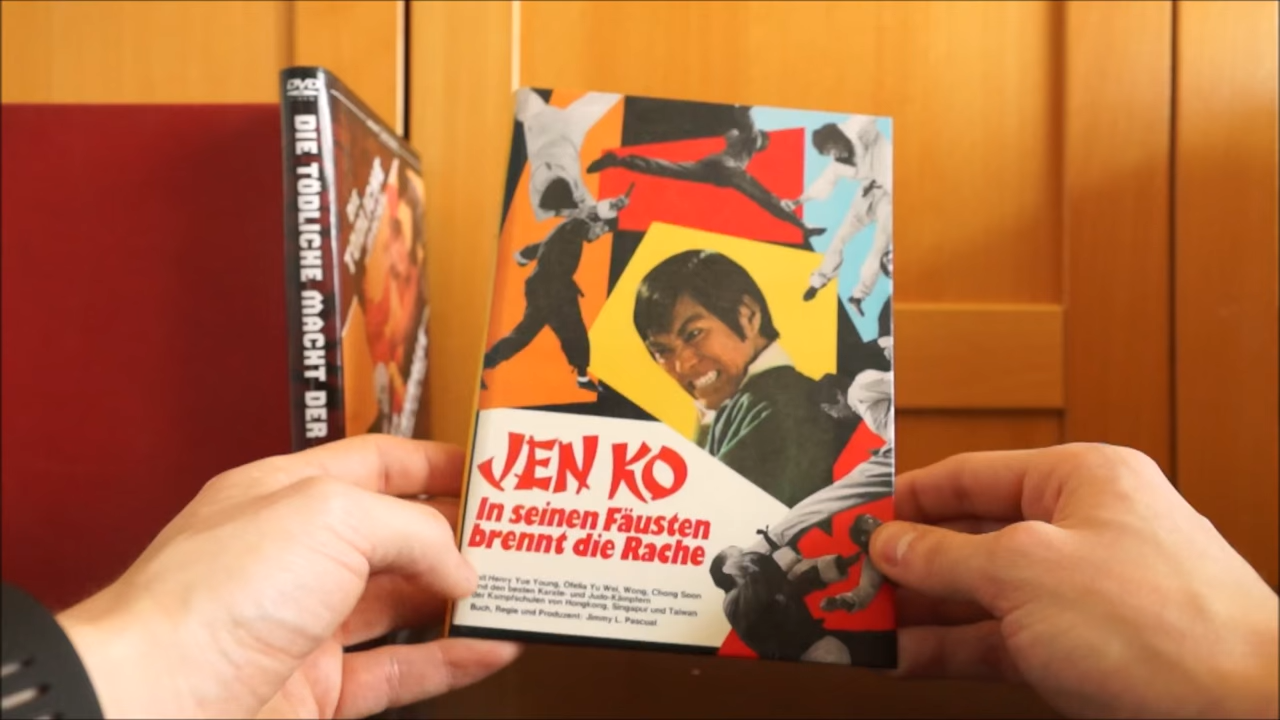 DVD
DIE TÖDLICHE MACHT DER
JEN KO
In seinen Fäusten
brennt die Rache
mit Henry Yue Young, Ofelia Yu Wei, Wong, Chong Soon
und den besten Karate- und Judo-Kämpfern
der Kampfschulen von Hongkong, Singapur und Taiwan
Buch, Regie und Produzent: Jimmy L. Pascual